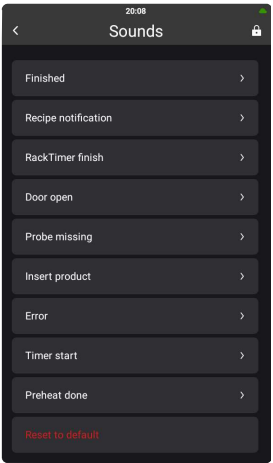 20:08
Sounds
Finished
Recipe notification
RackTimer finish
Door open
Probe missing
Insert product
Error
Timer start
Preheat done
Reset to default